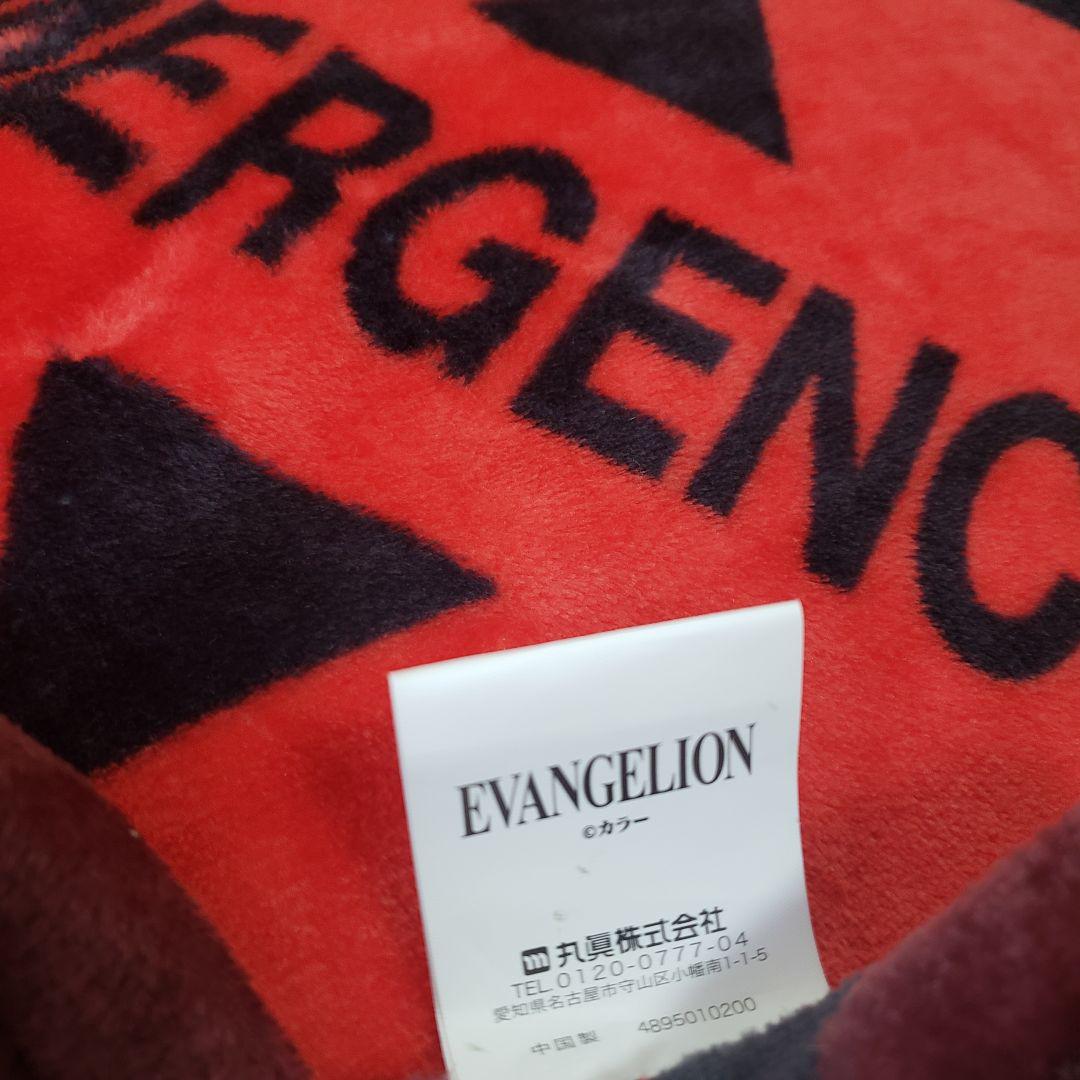 ERGENC
EVANGELION
©カラー
m 丸眞株式会社
TEL.0120-0777-04
愛知県名古屋市守山区小幡南1-1-5
中国製 4895010200